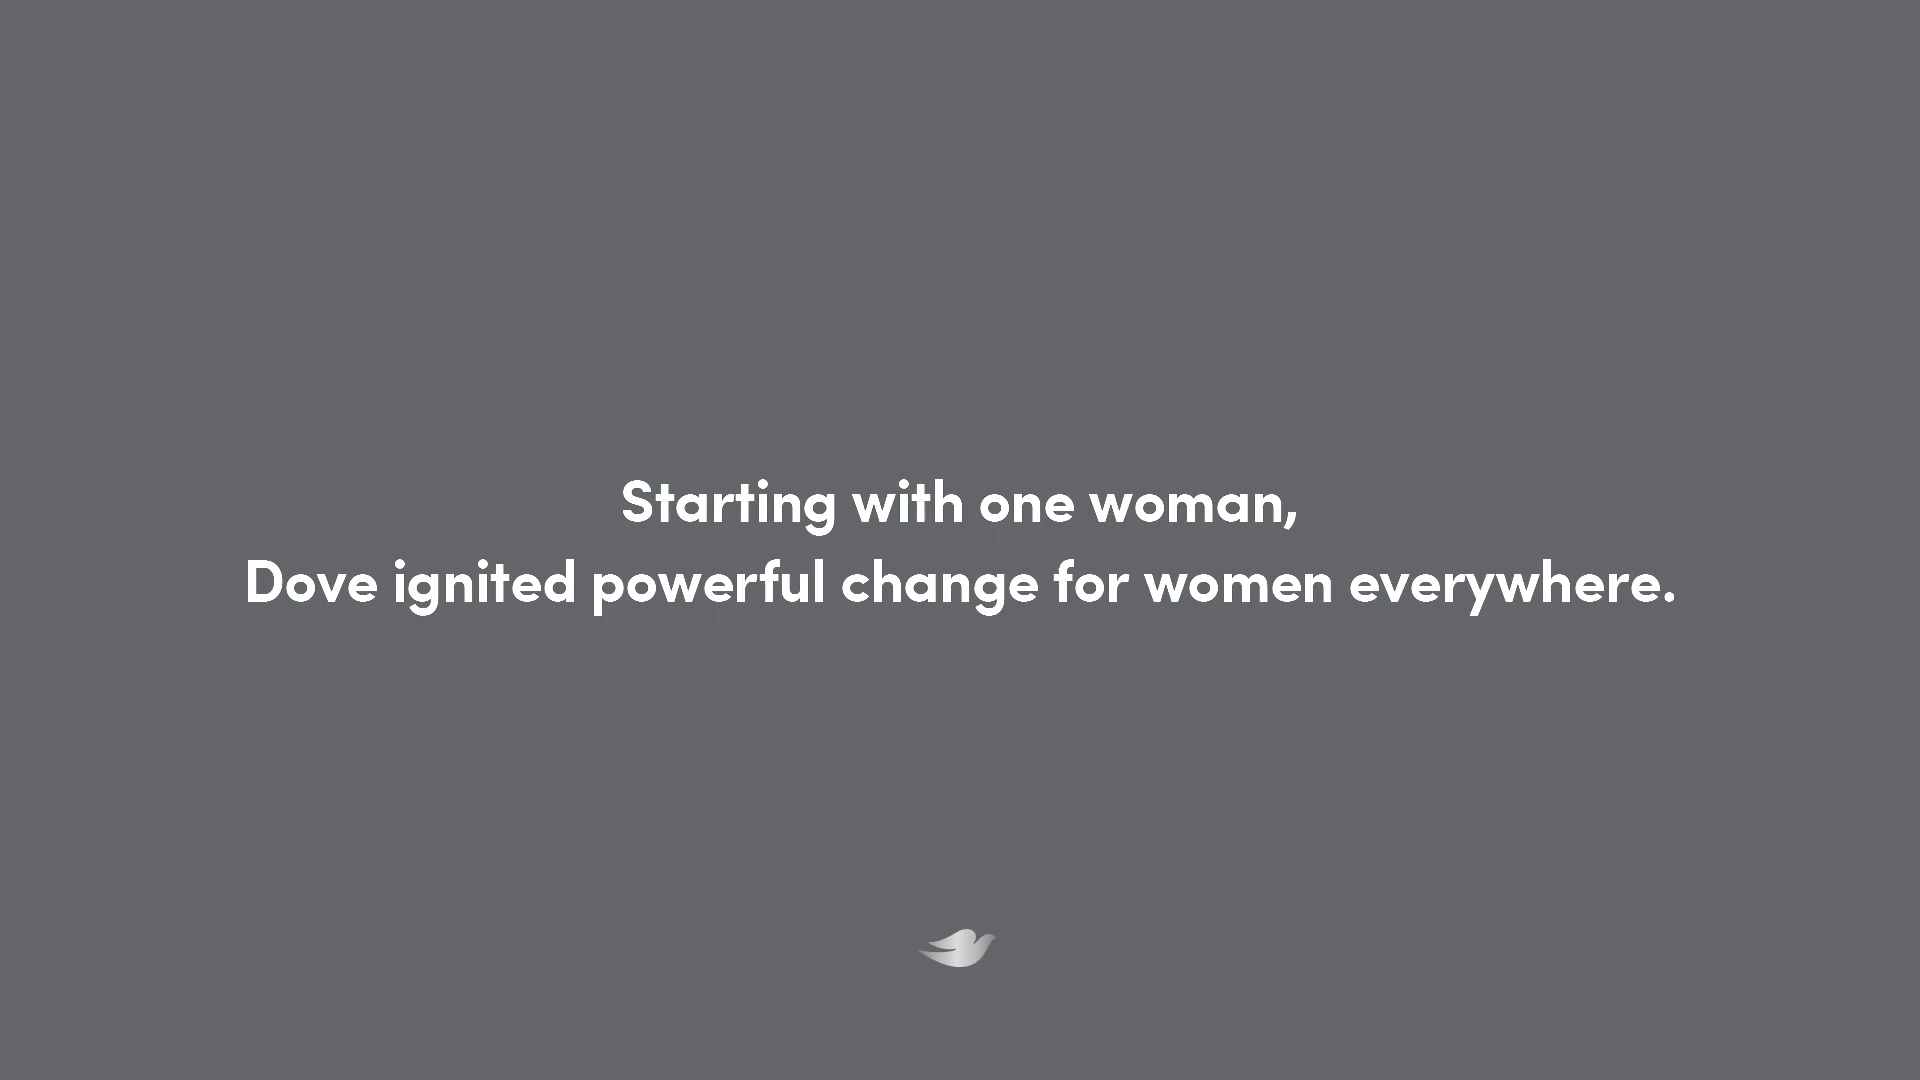 Starting with one woman,
Dove ignited powerful change for women everywhere.